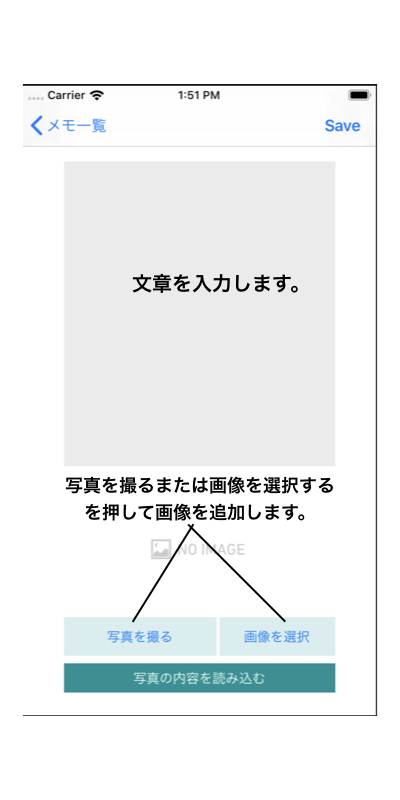 Carrier 1:51 PM
メモ一覧 Save
文章を入力します。
写真を撮るまたは画像を選択する
を押して画像を追加します。
NO IMAGE
写真を撮る 画像を選択
写真の内容を読み込む